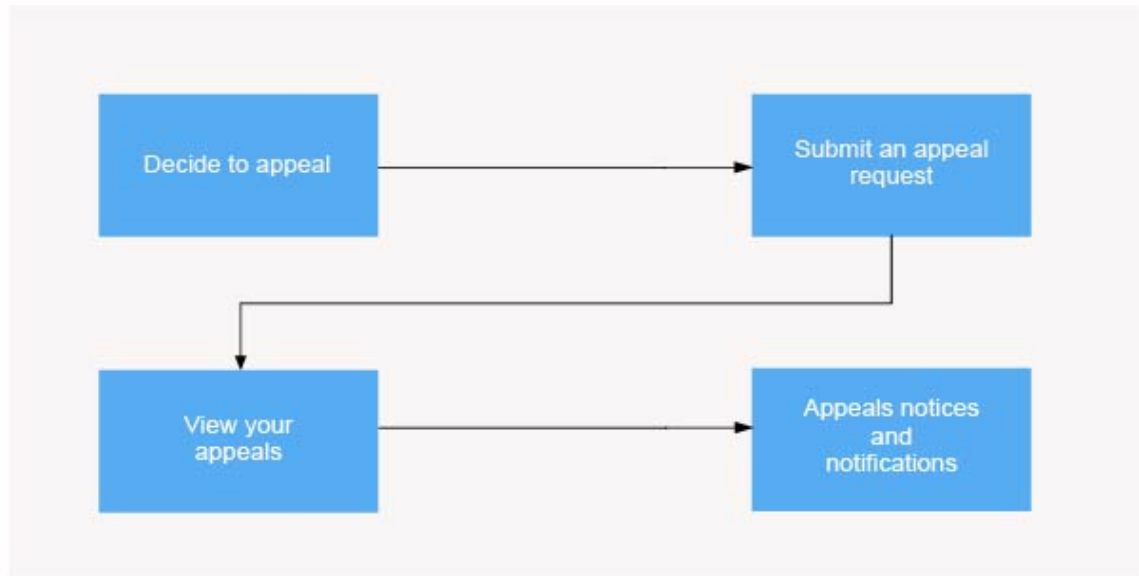 Decide to appeal
Submit an appeal
request
View your
appeals
Appeals notices
and
notifications